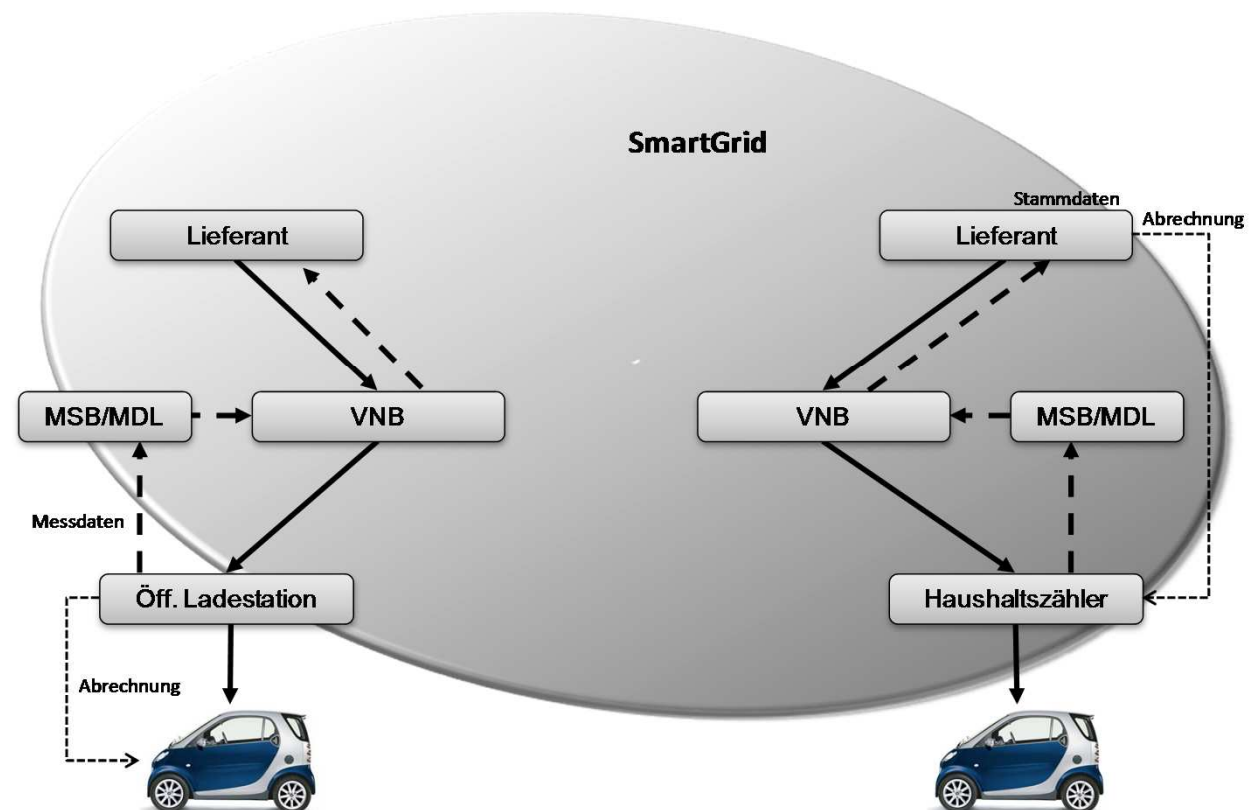 SmartGrid
Stammdaten
Lieferant
Lieferant
Abrechnung
MSB/MDL
VNB
VNB
MSB/MDL
Messdaten
Öff. Ladestation
Haushaltszähler
Abrechnung